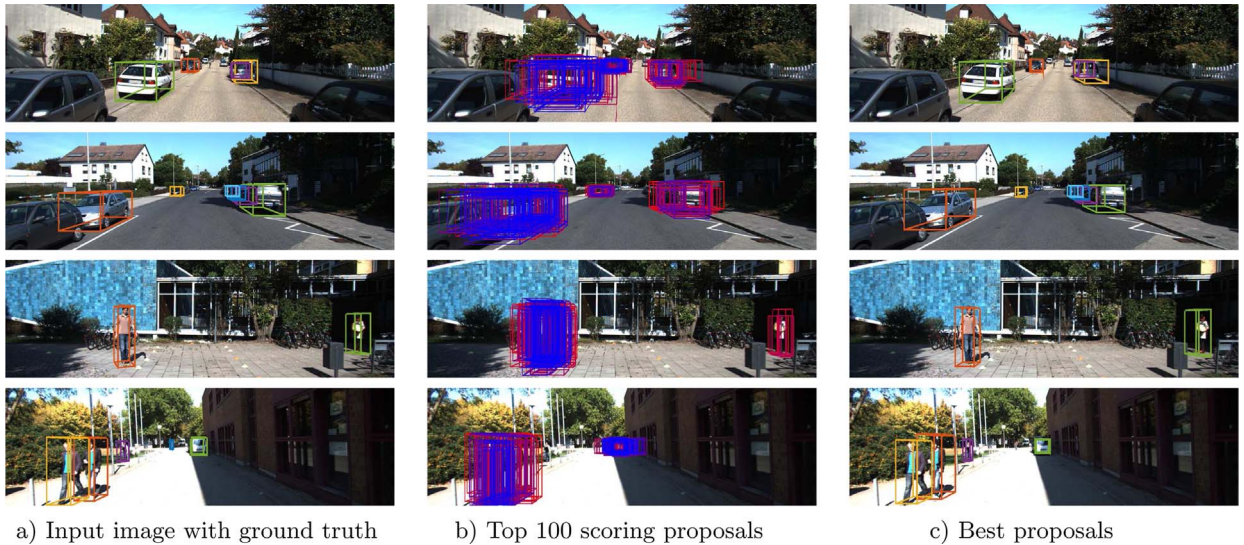 a) Input image with ground truth
b) Top 100 scoring proposals
c) Best proposals